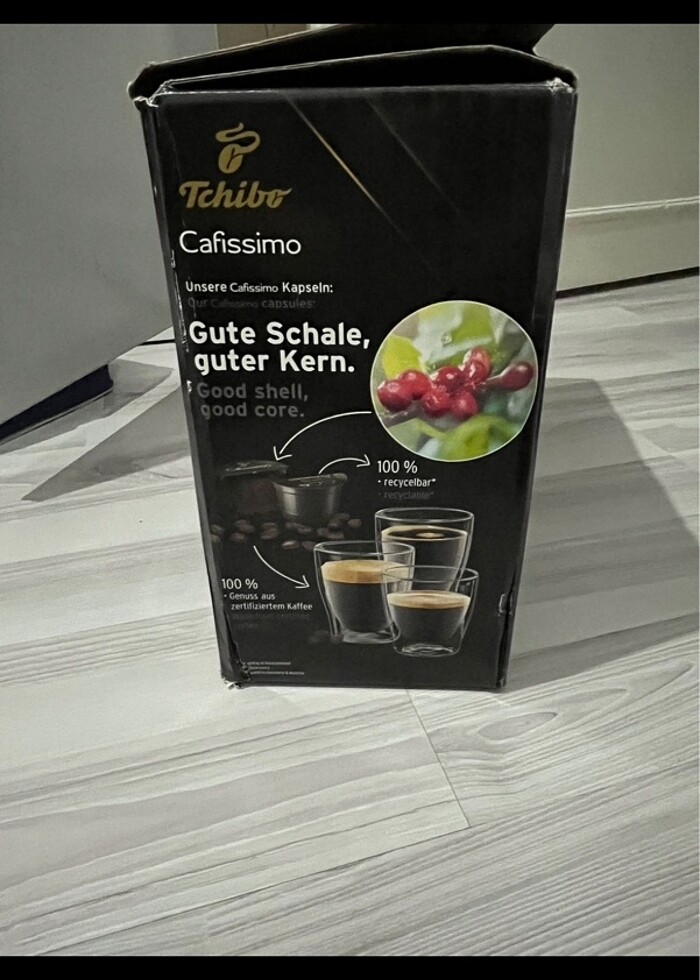 Tchibo
Cafissimo
Unsere Cafissimo Kapseln:
Our Cafissimo capsules:
Gute Schale,
guter Kern.
Good shell,
good core.
100 %
• recycelbar*
• recyclable*
100 %
• Genuss aus
zertifiziertem Kaffee